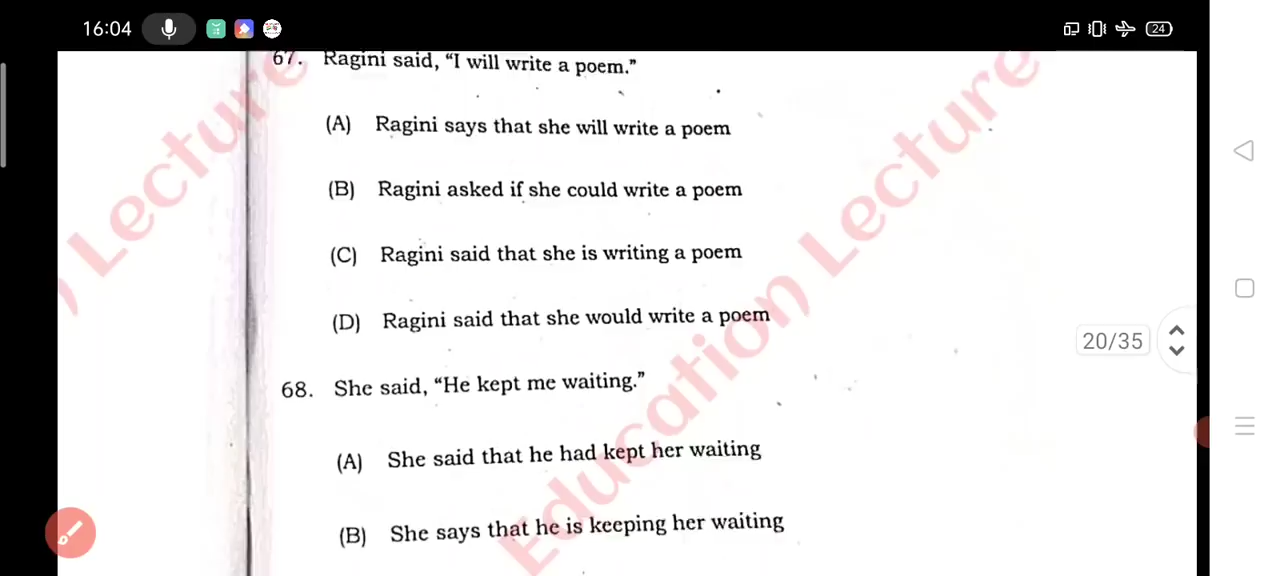 16:04
24
67. Ragini said, “I will write a poem.”
(A) Ragini says that she will write a poem
(B) Ragini asked if she could write a poem
(C) Ragini said that she is writing a poem
(D) Ragini said that she would write a poem
20/35
68. She said, “He kept me waiting.”
(A) She said that he had kept her waiting
(B) She says that he is keeping her waiting
) Lecture
Education Lecture